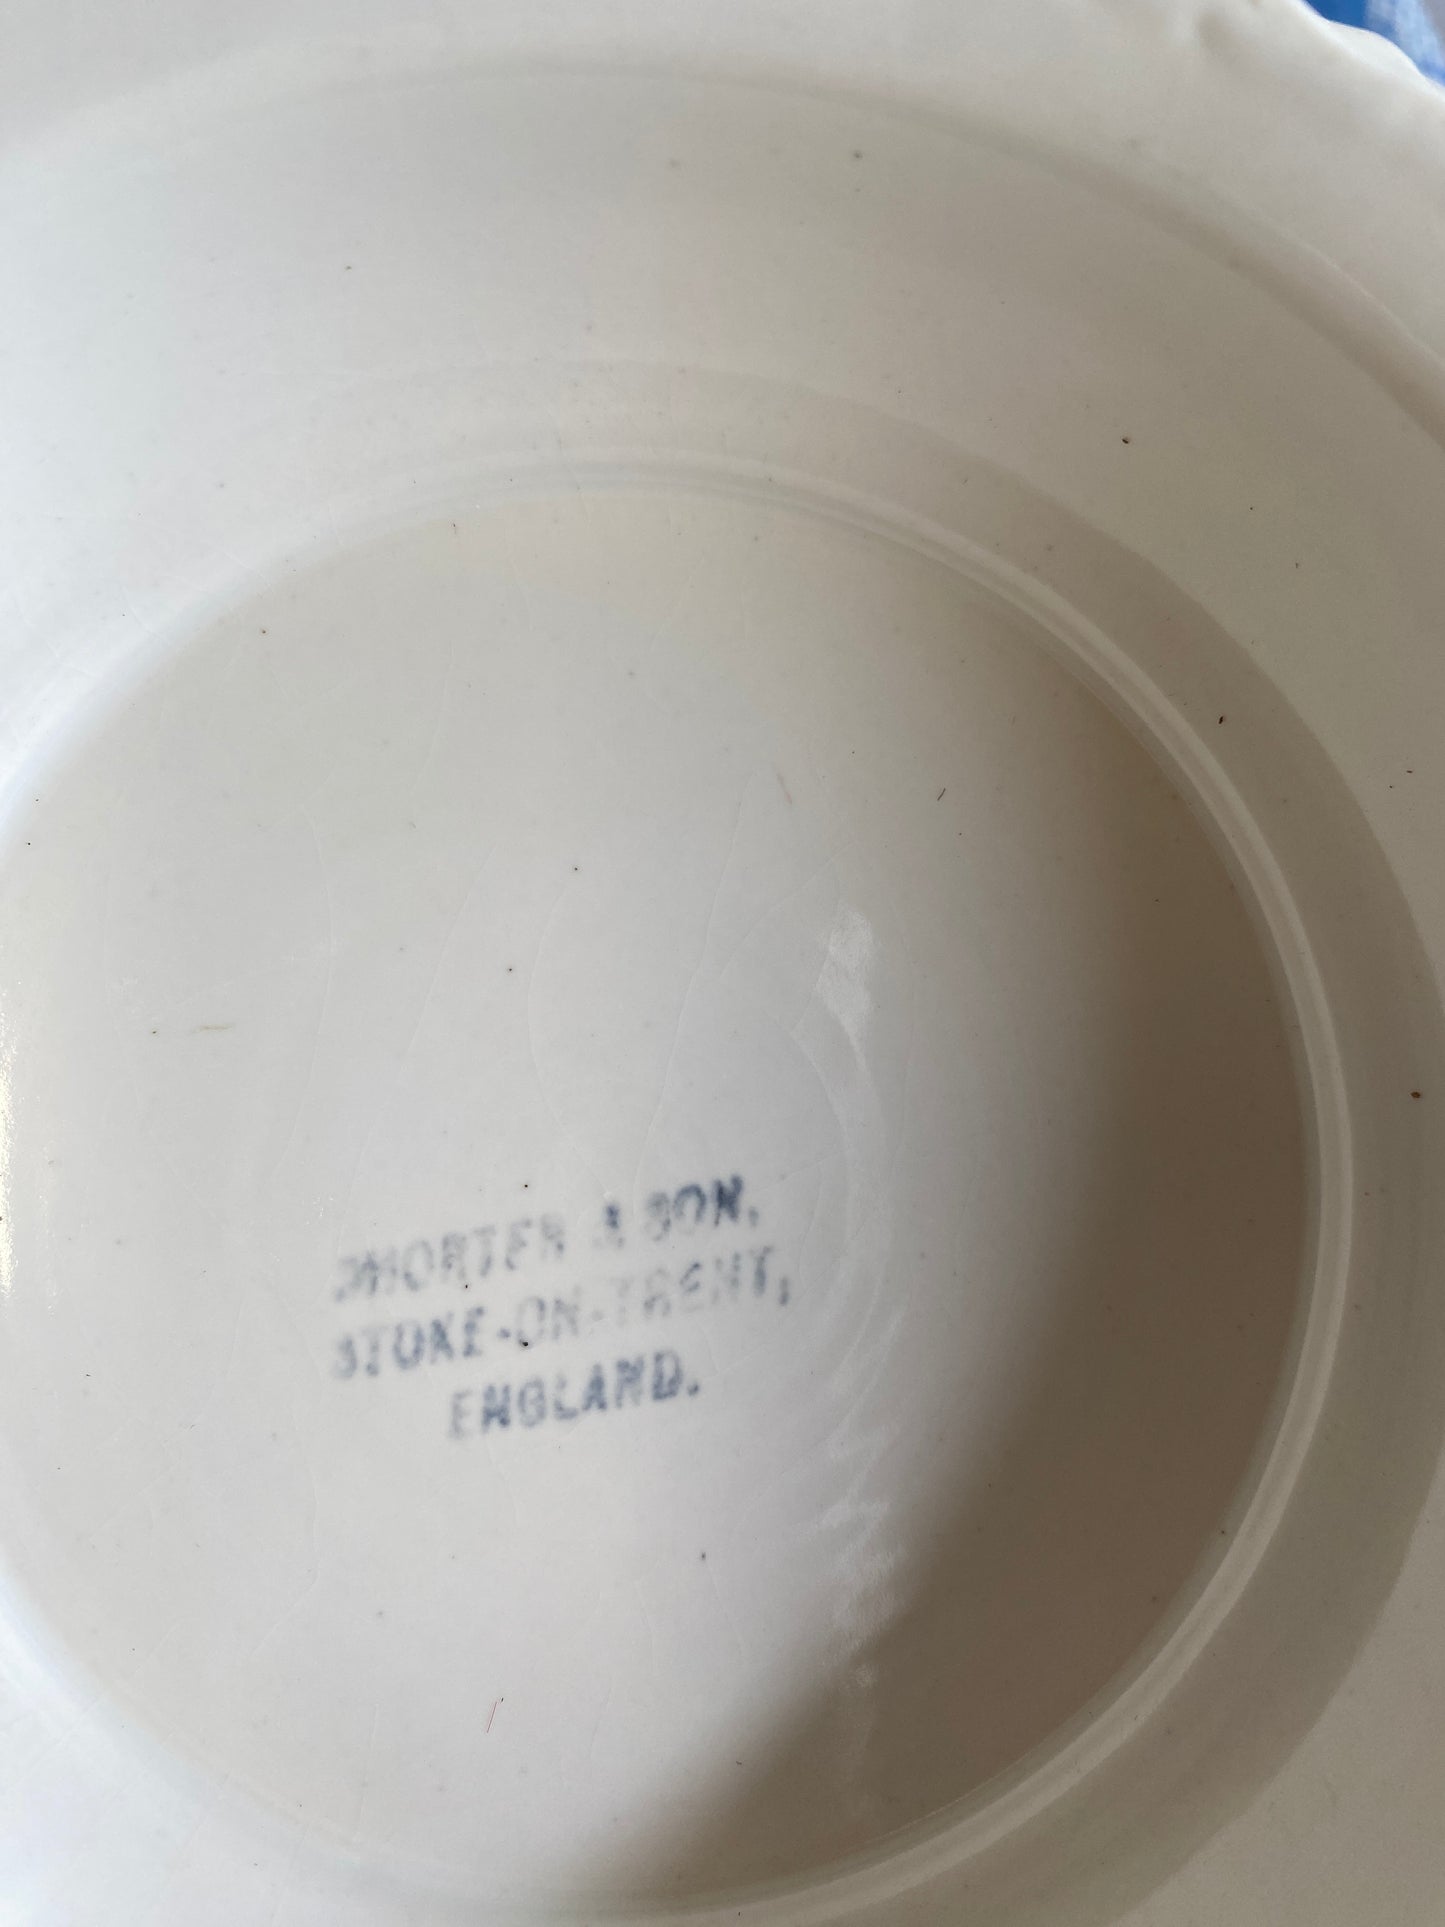 SHORTER & SON.
STOKE-ON-TRENT,
ENGLAND.